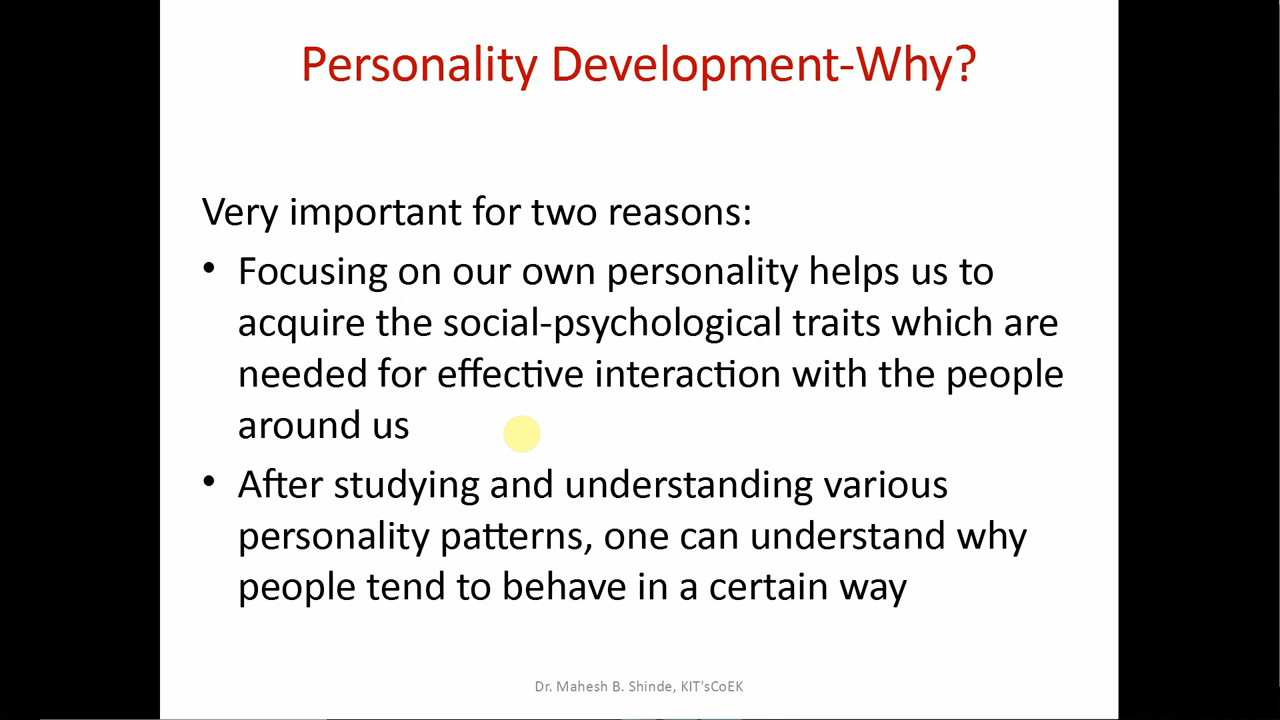 Personality Development-Why?
Very important for two reasons:
• Focusing on our own personality helps us to
acquire the social-psychological traits which are
needed for effective interaction with the people
around us
• After studying and understanding various
personality patterns, one can understand why
people tend to behave in a certain way
Dr. Mahesh B. Shinde, KIT'sCoEK